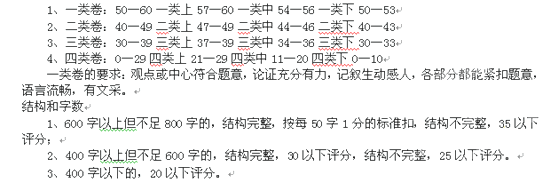 1、一类卷：50—60 一类上 57—60 一类中 54—56 一类下 50—53
2、二类卷：40—49 二类上 47—49 二类中 44—46 二类下 40—43
3、三类卷：30—39 三类上 37—39 三类中 34—36 三类下 30—33
4、四类卷：0—29 四类上 21—29 四类中 11—20 四类下 0—10
一类卷的要求：观点或中心符合题意，论证充分有力，记叙生动感人，各部分都能紧扣题意，
语言流畅，有文采。
结构和字数
1、600 字以上但不足 800 字的，结构完整，按每 50 字 1 分的标准扣，结构不完整，35 以下
评分；
2、400 字以上但不足 600 的，结构完整，30 以下评分，结构不完整，25 以下评分。
3、400 字以下的，20 以下评分。